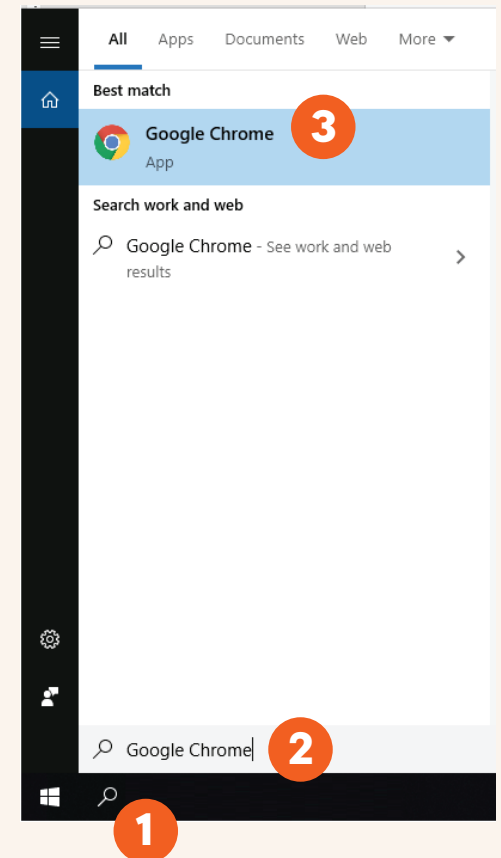 All Apps Documents Web More
Best match
Google Chrome
App
3
Search work and web
Google Chrome - See work and web
results
Google Chrome
2
1